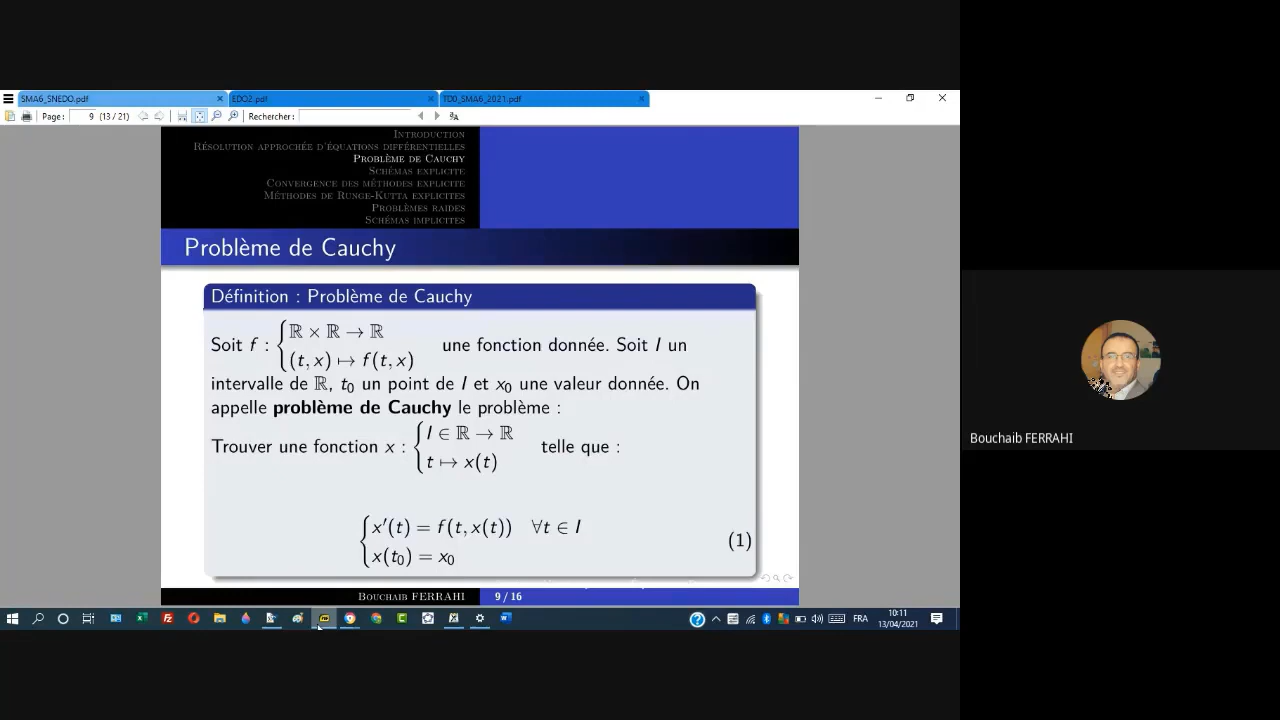 SMA6_SNEDO.pdf
EDO2.pdf
TD0_SMA6_2021.pdf
Page: 9 (13 / 21) Rechercher:
INTRODUCTION
RÉSOLUTION APPROCHÉE D'ÉQUATIONS DIFFÉRENTIELLES
PROBLÈME DE CAUCHY
SCHÉMAS EXPLICITE
CONVERGENCE DES MÉTHODES EXPLICITE
MÉTHODES DE RUNGE-KUTTA EXPLICITES
PROBLÈMES RAIDES
SCHÉMAS IMPLICITES
Problème de Cauchy
Définition : Problème de Cauchy
Soit f : { ℝ × ℝ → ℝ
(t, x) ↦ f(t, x) une fonction donnée. Soit I un
intervalle de ℝ, t₀ un point de I et x₀ une valeur donnée. On
appelle problème de Cauchy le problème :
Trouver une fonction x : { I ∈ ℝ → ℝ
t ↦ x(t) telle que :
{ x′(t) = f(t, x(t)) ∀t ∈ I
x(t₀) = x₀ (1)
BOUCHAIB FERRAHI 9 / 16
FRA 10:11
13/04/2021
Bouchaib FERRAHI